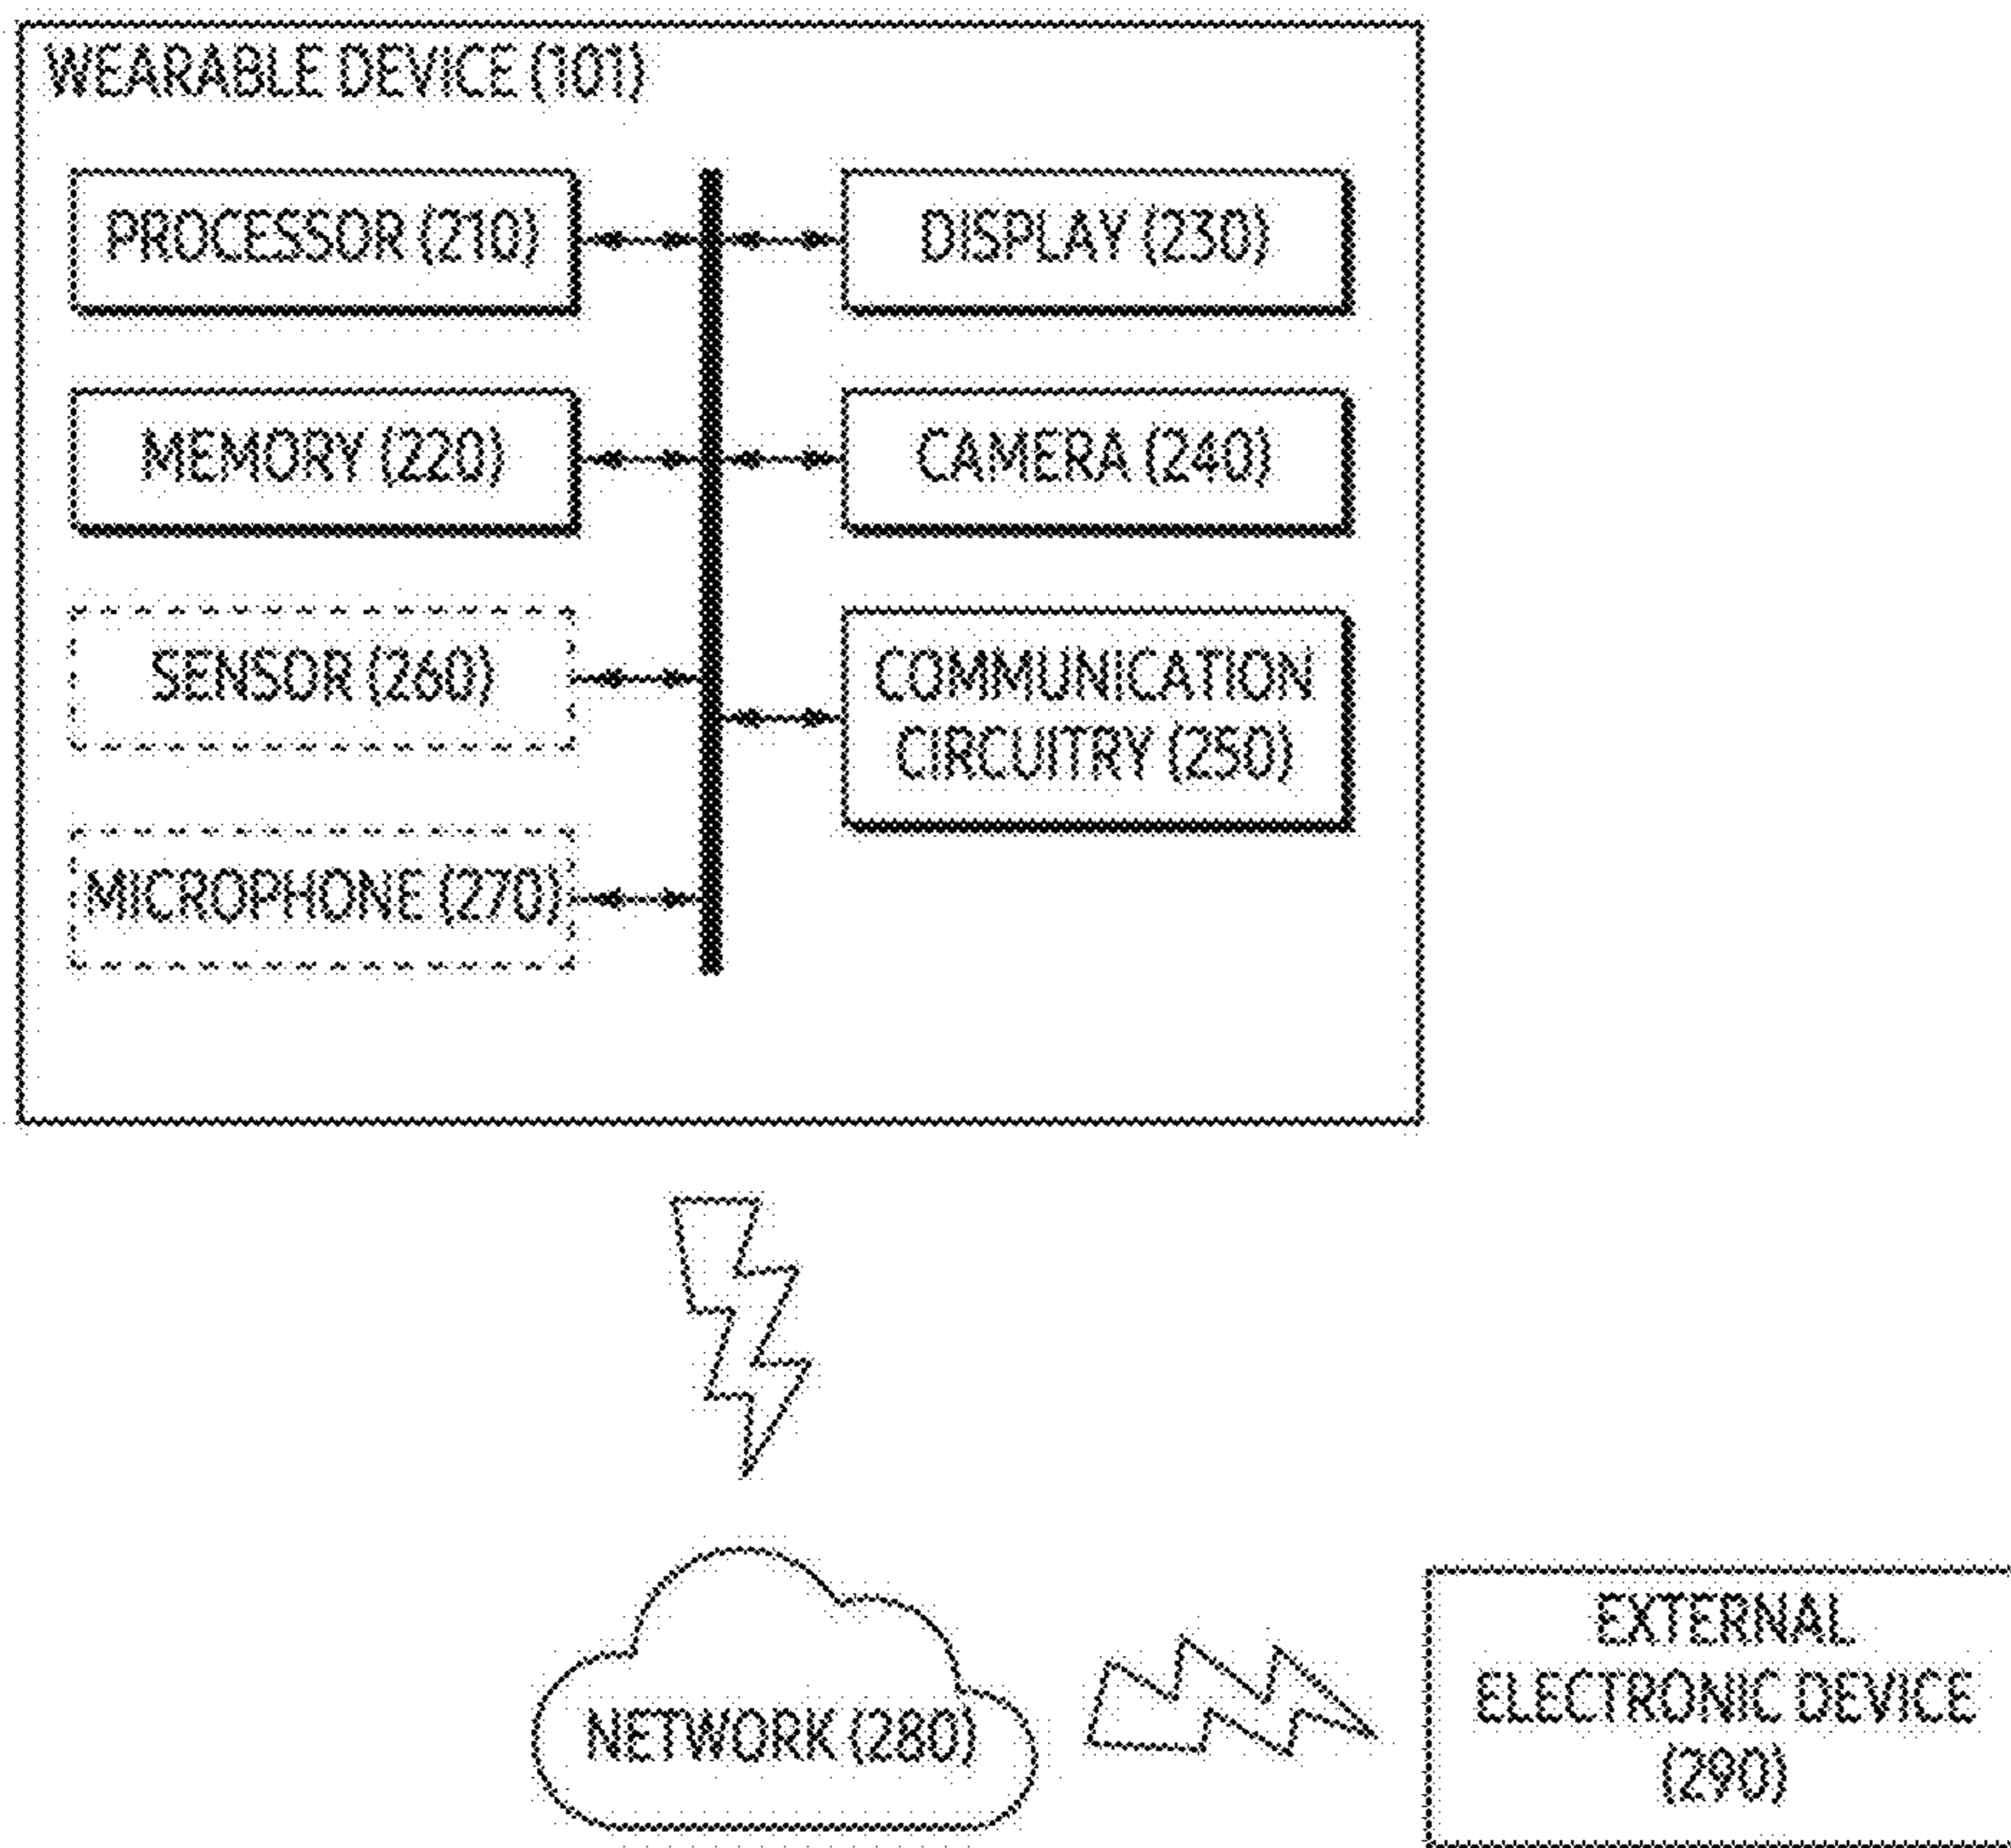 WEARABLE DEVICE (101)
PROCESSOR (210)
DISPLAY (230)
MEMORY (220)
CAMERA (240)
SENSOR (260)
COMMUNICATION
CIRCUITRY (250)
MICROPHONE (270)
NETWORK (280)
EXTERNAL
ELECTRONIC DEVICE
(290)